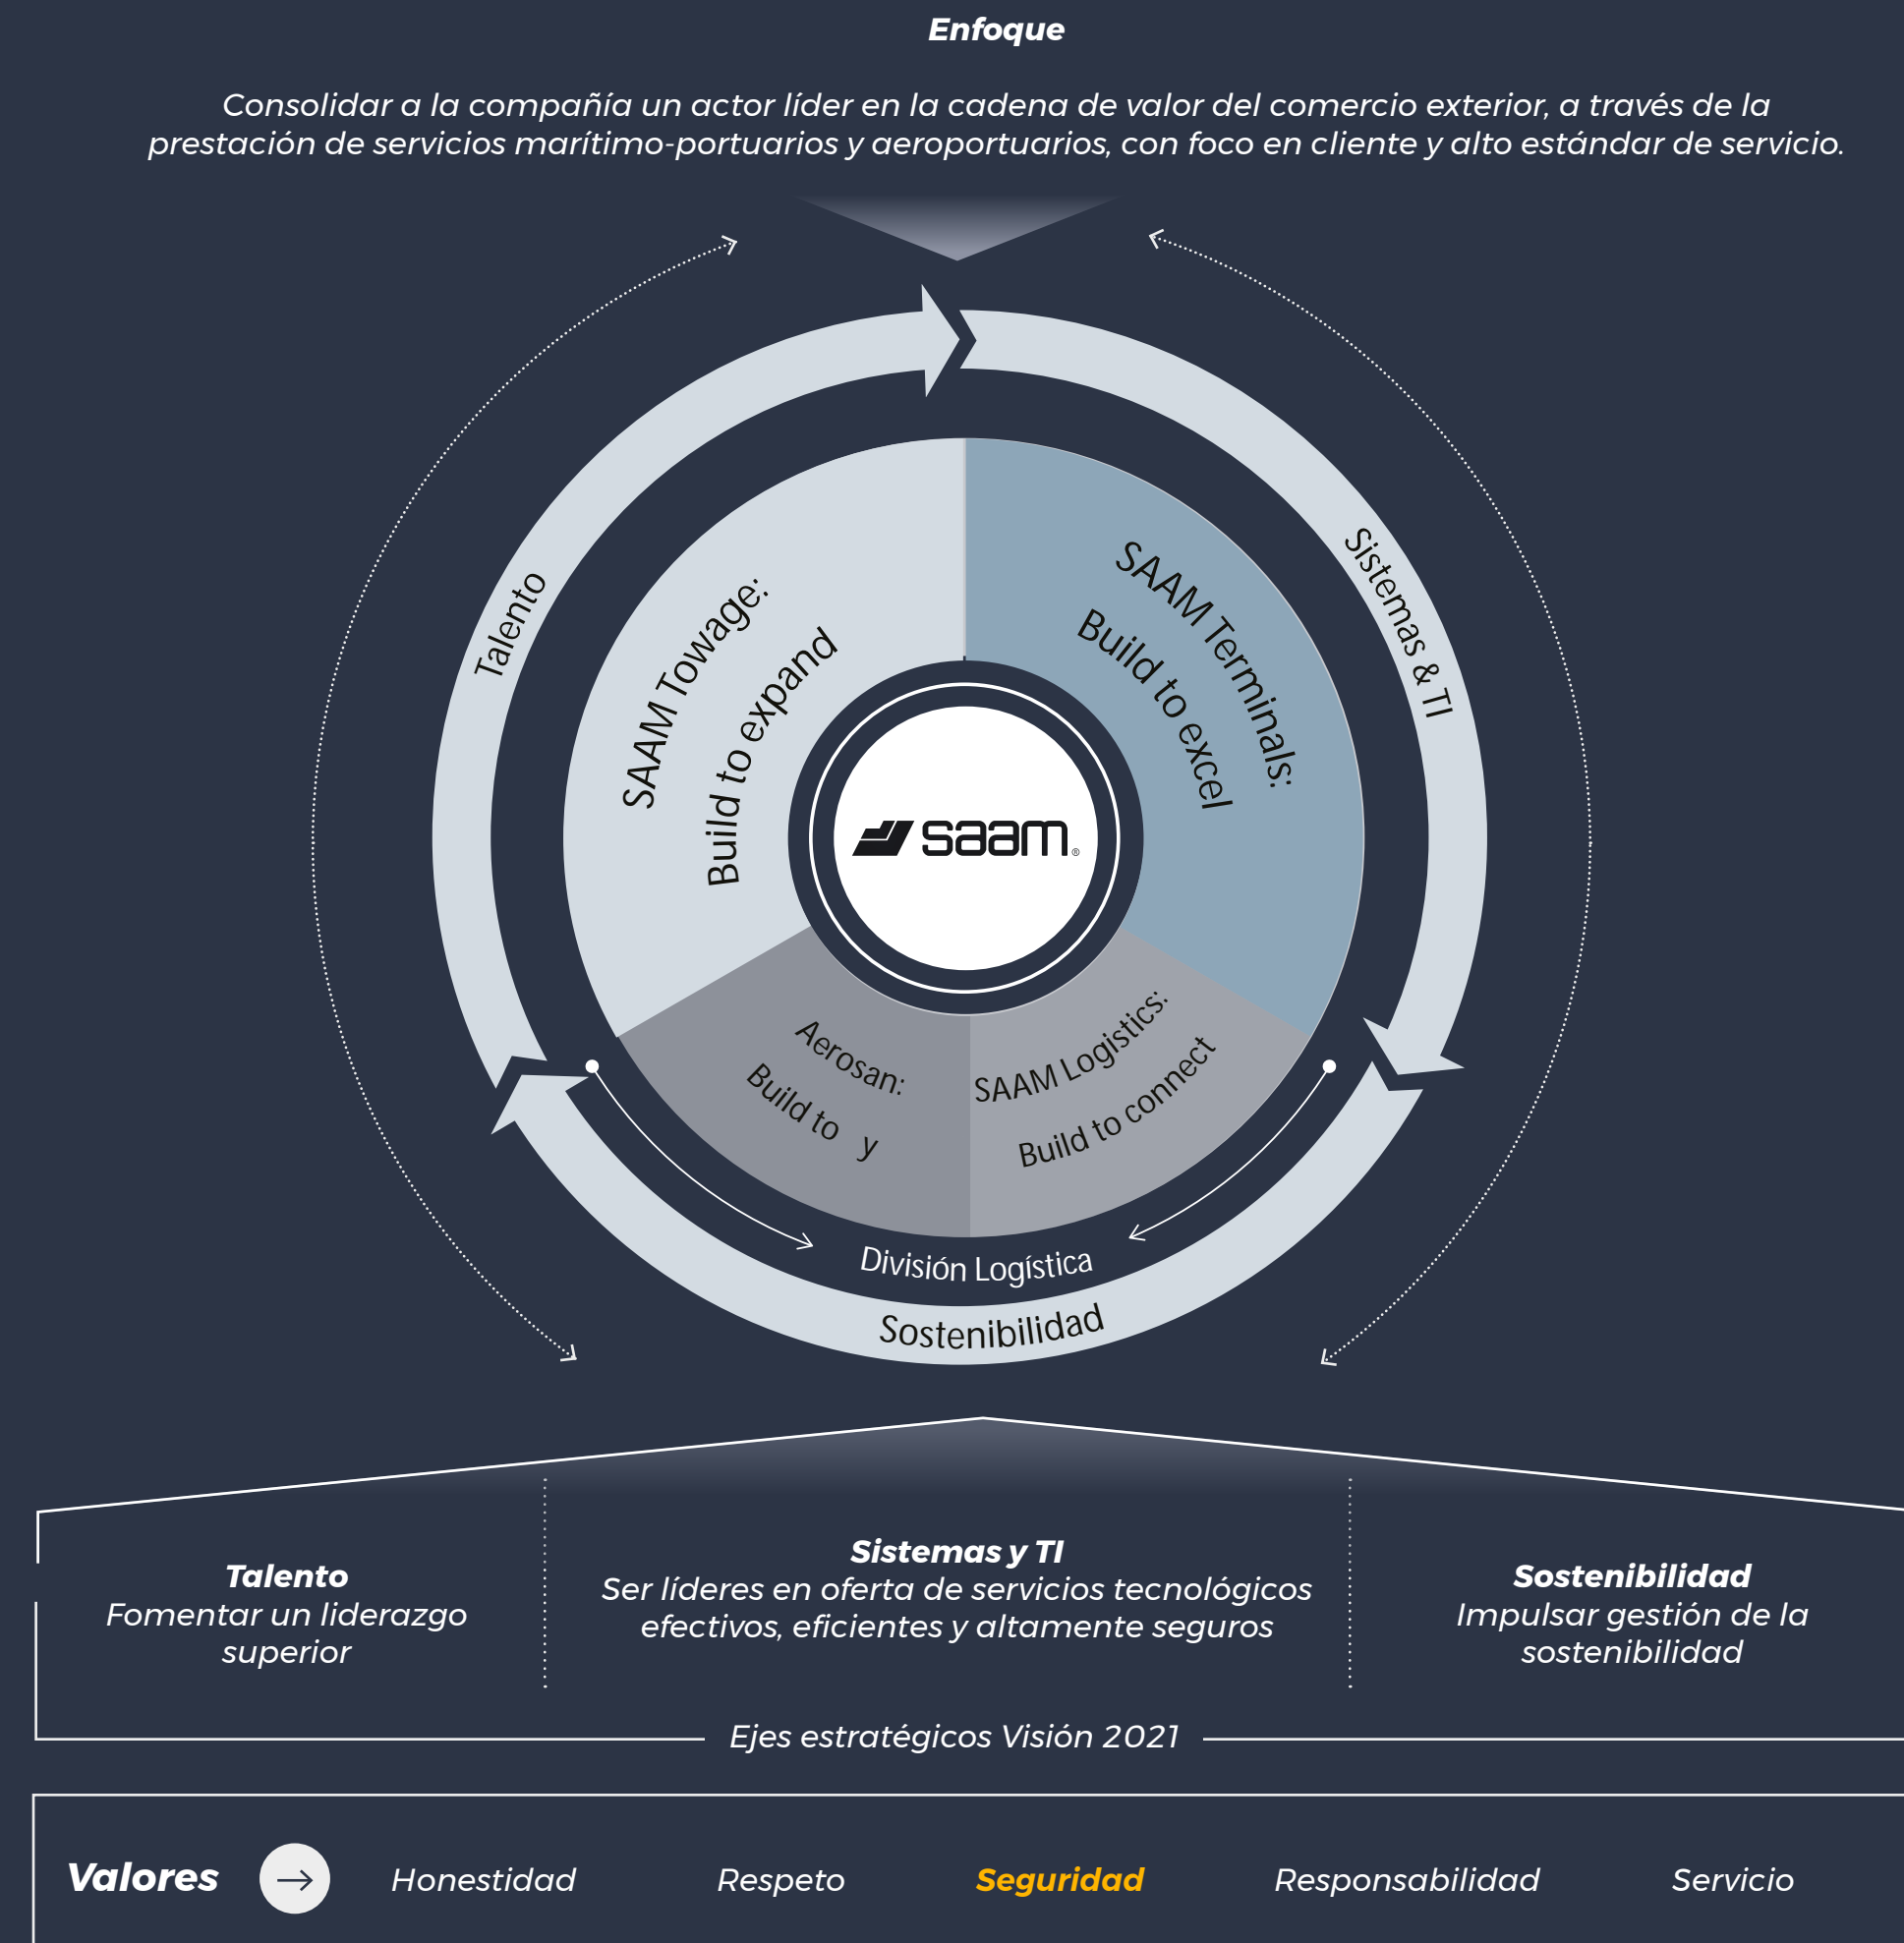 Enfoque
Consolidar a la compañía un actor líder en la cadena de valor del comercio exterior, a través de la
prestación de servicios marítimo-portuarios y aeroportuarios, con foco en cliente y alto estándar de servicio.
Talento
Sistemas & TI
SAAM Towage:
Build to expand
SAAM Terminals:
Build to excel
saam®
Aerosan:
Build to y
SAAM Logistics:
Build to connect
División Logística
Sostenibilidad
Talento
Fomentar un liderazgo
superior
Sistemas y TI
Ser líderes en oferta de servicios tecnológicos
efectivos, eficientes y altamente seguros
Sostenibilidad
Impulsar gestión de la
sostenibilidad
Ejes estratégicos Visión 2021
Valores → Honestidad Respeto Seguridad Responsabilidad Servicio